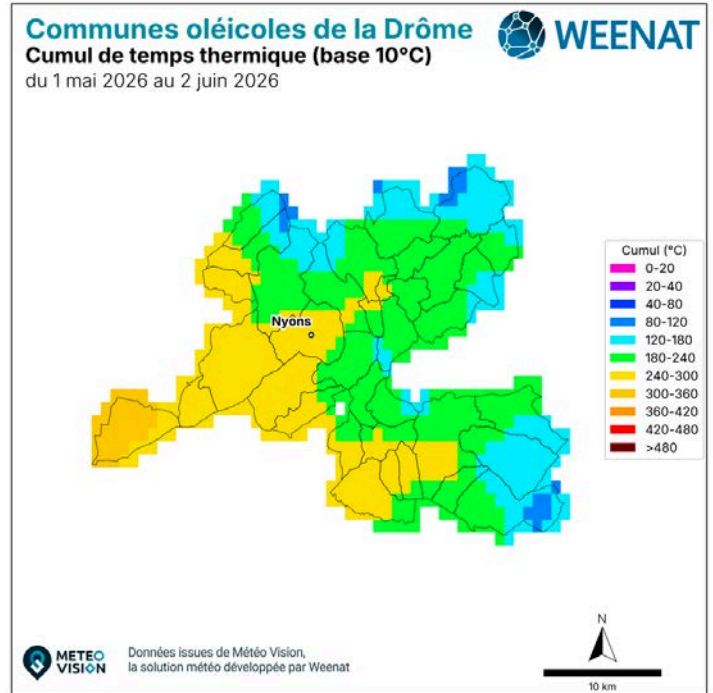 Communes oléicoles de la Drôme
WEENAT
Cumul de temps thermique (base 10°C)
du 1 mai 2026 au 2 juin 2026
Cumul (°C)
0-20
20-40
40-80
80-120
120-180
180-240
240-300
300-360
360-420
420-480
>480
Nyons
N
10 km
METEO
VISION
Données issues de Météo Vision,
la solution météo développée par Weenat